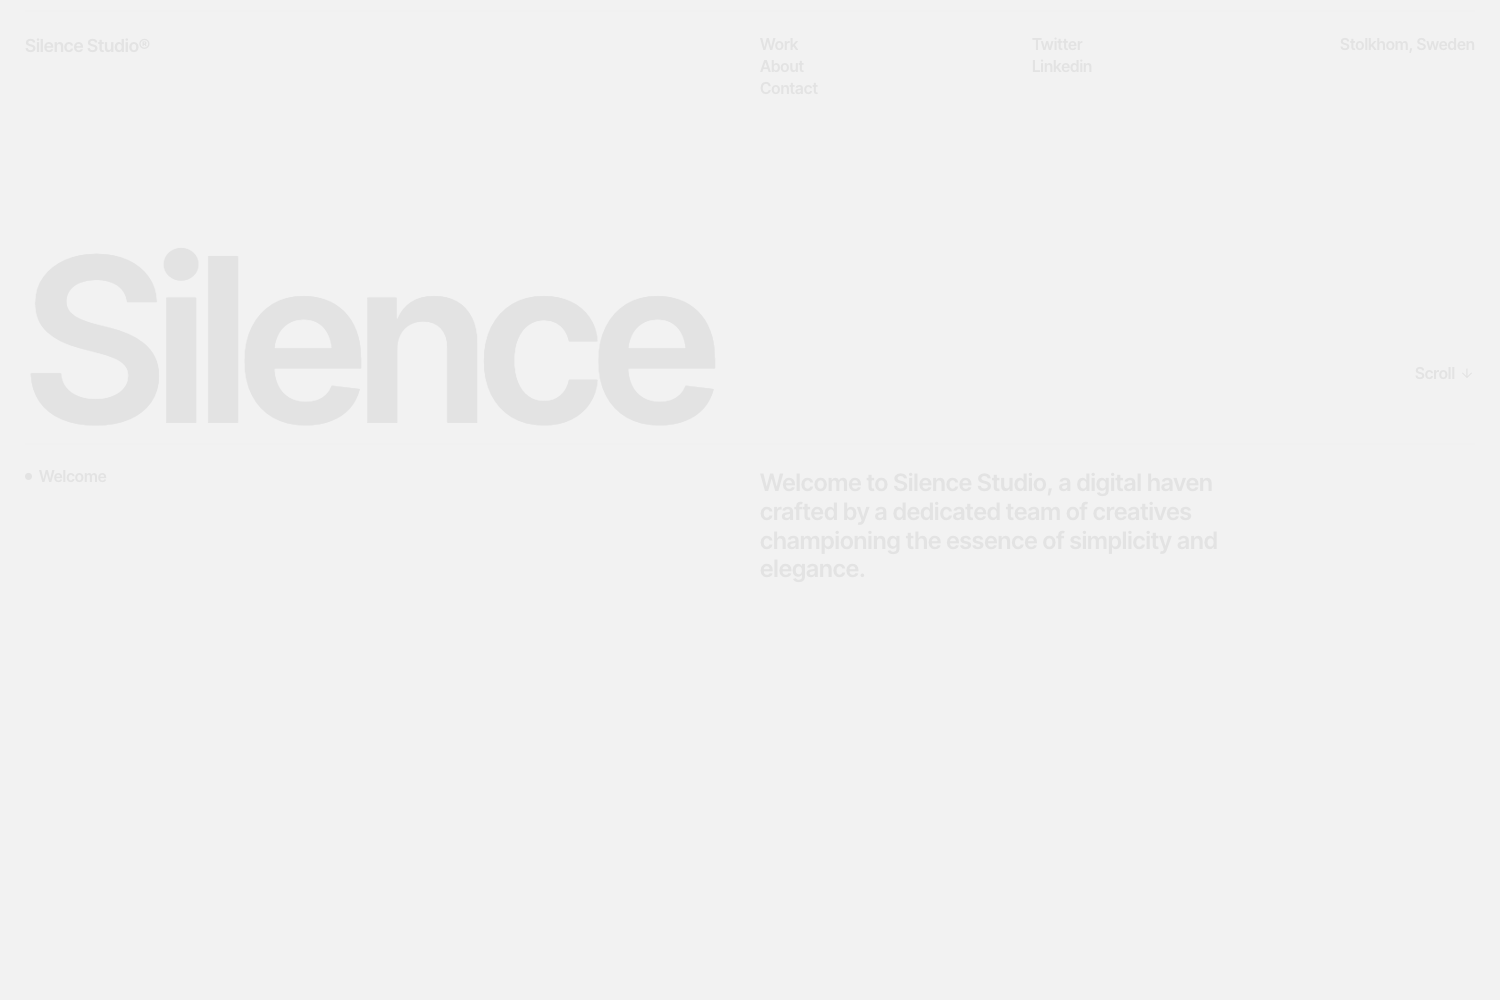 Silence Studio®
Work
About
Contact
Twitter
Linkedin
Stolkhom, Sweden
Silence
Scroll ↓
• Welcome
Welcome to Silence Studio, a digital haven
crafted by a dedicated team of creatives
championing the essence of simplicity and
elegance.